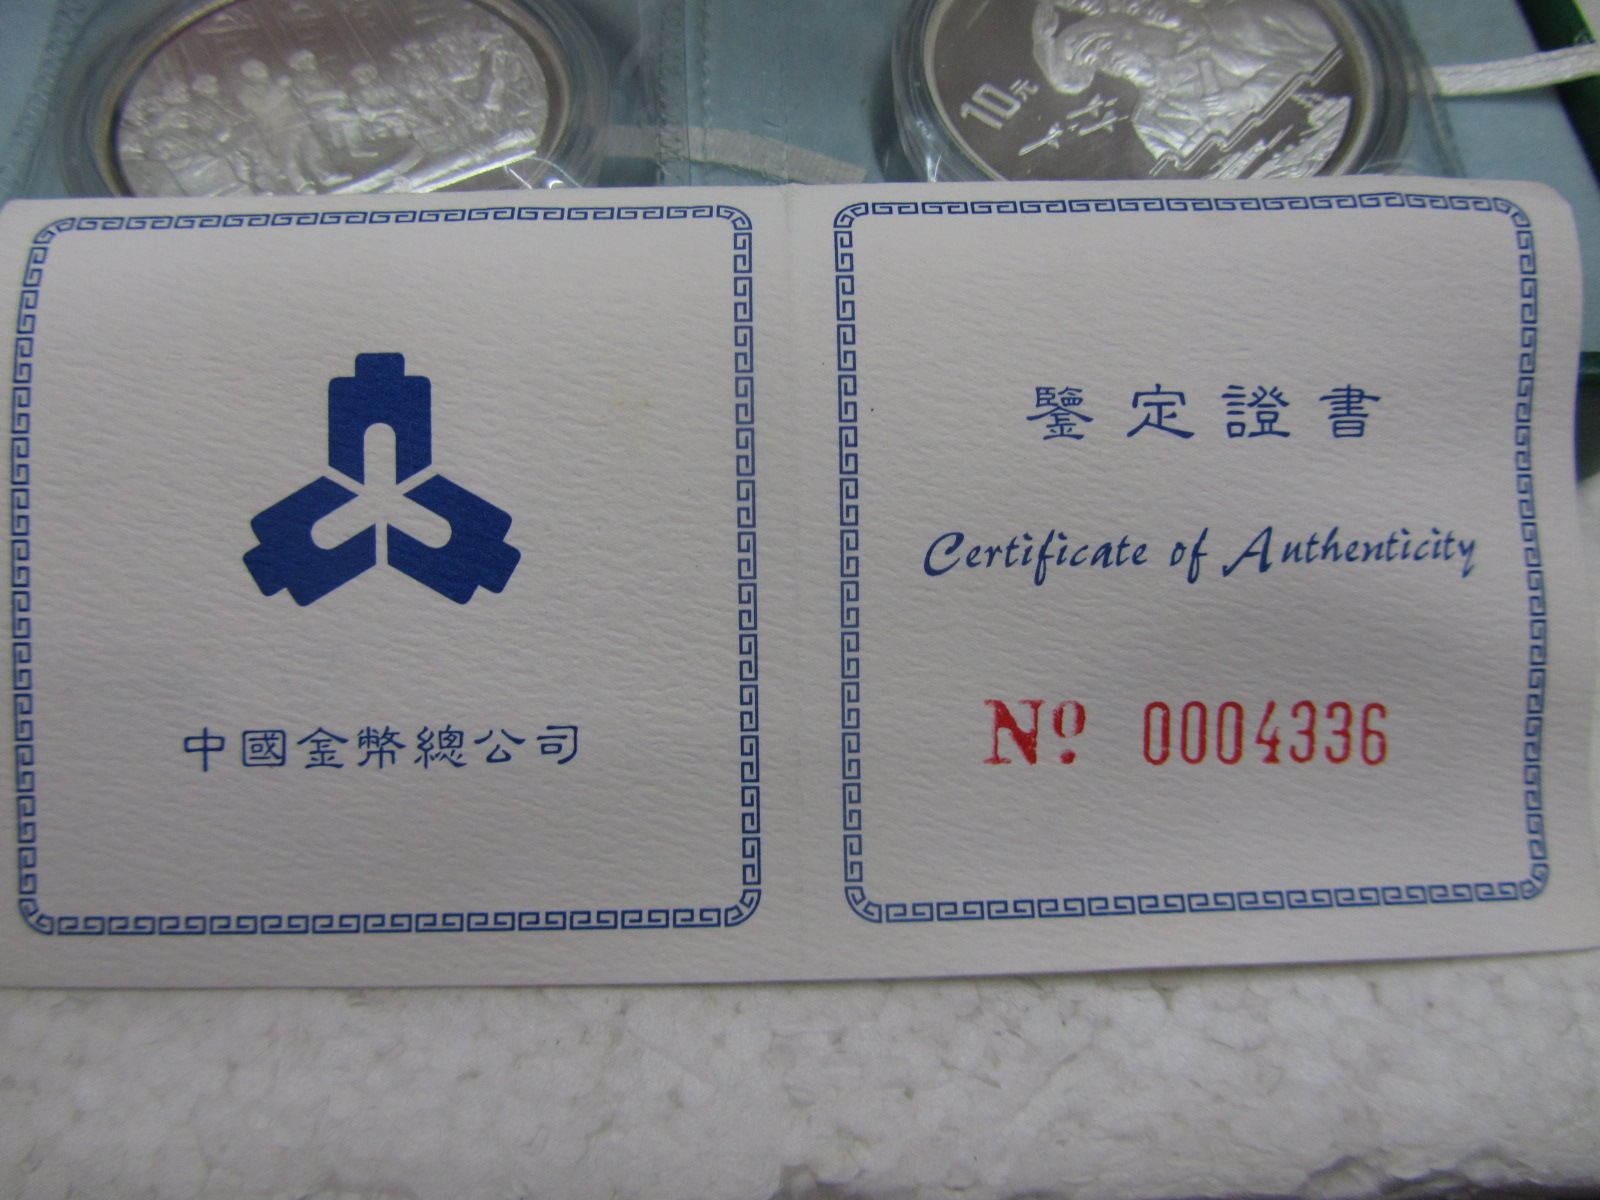 10元
中國金幣總公司
鑒定證書
Certificate of Authenticity
Nº 0004336